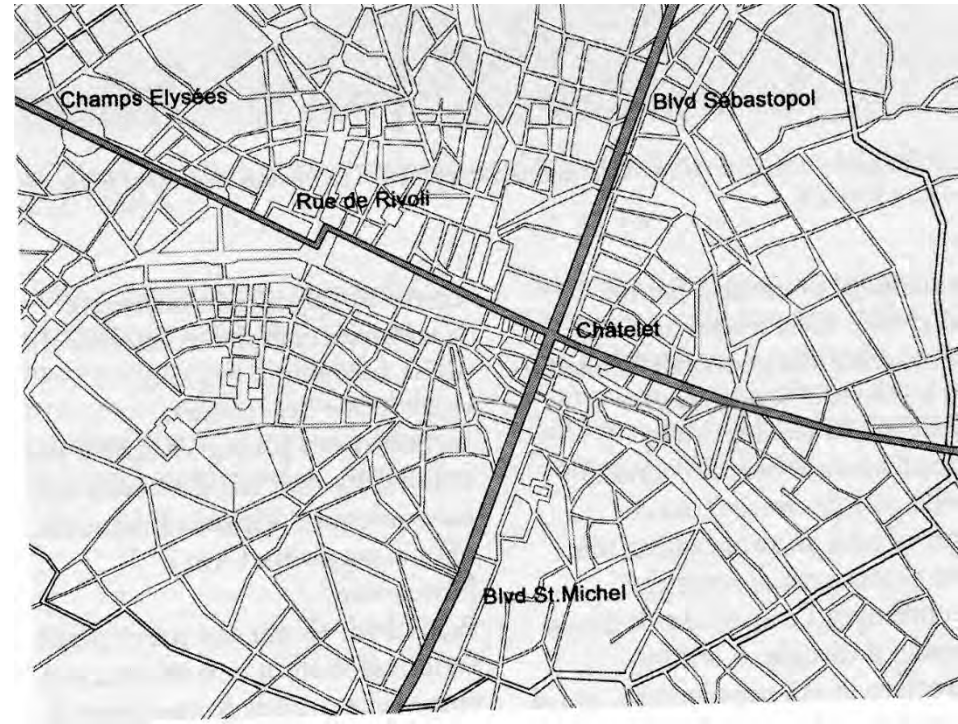 Champs Elysées
Blvd Sébastopol
Rue de Rivoli
Châtelet
Blvd St.Michel